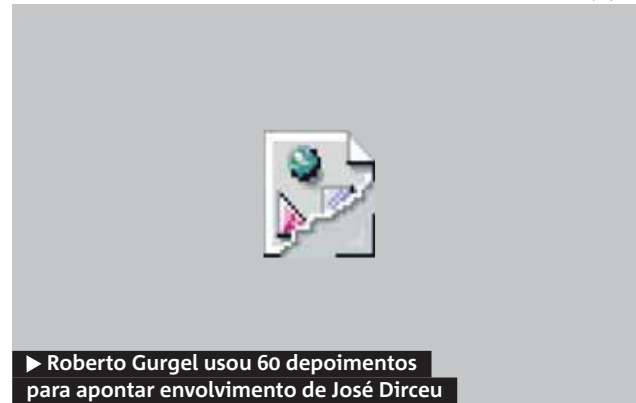 ▶ Roberto Gurgel usou 60 depoimentos
para apontar envolvimento de José Dirceu